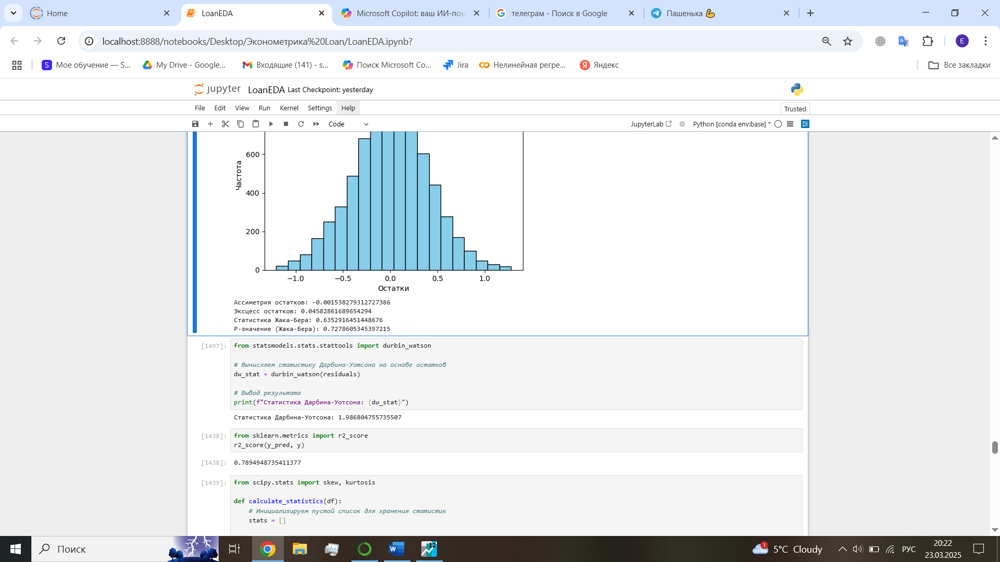 Home
LoanEDA
Microsoft Copilot: ваш ИИ-пом
телеграм - Поиск в Google
Пашенька 💪
localhost:8888/notebooks/Desktop/Эконометрика%20Loan/LoanEDA.ipynb?
E
S Мое обучение — S...
My Drive - Google...
Входящие (141) - s...
Поиск Microsoft Co...
Jira
Нелинейная регре...
Я Яндекс
Все закладки
jupyter LoanEDA Last Checkpoint: yesterday
File Edit View Run Kernel Settings Help
Trusted
Code
JupyterLab
Python [conda env:base] *
600
400
200
0
Частота
−1.0 −0.5 0.0 0.5 1.0
Остатки
Ассиметрия остатков: -0.001538279312727386
Эксцесс остатков: 0.04582861689654294
Статистика Жака-Бера: 0.6352916451448676
P-значение (Жака-Бера): 0.7278605345397215
[1497]:
from statsmodels.stats.stattools import durbin_watson
# Вычисляем статистику Дарбина-Уотсона на основе остатков
dw_stat = durbin_watson(residuals)
# Вывод результата
print(f"Статистика Дарбина-Уотсона: {dw_stat}")
Статистика Дарбина-Уотсона: 1.986804755735507
[1438]:
from sklearn.metrics import r2_score
r2_score(y_pred, y)
[1438]:
0.7894948735411377
[1439]:
from scipy.stats import skew, kurtosis
def calculate_statistics(df):
# Инициализируем пустой список для хранения статистик
stats = []
Поиск
W
12
1
5°C Cloudy
РУС
20:22
23.03.2025